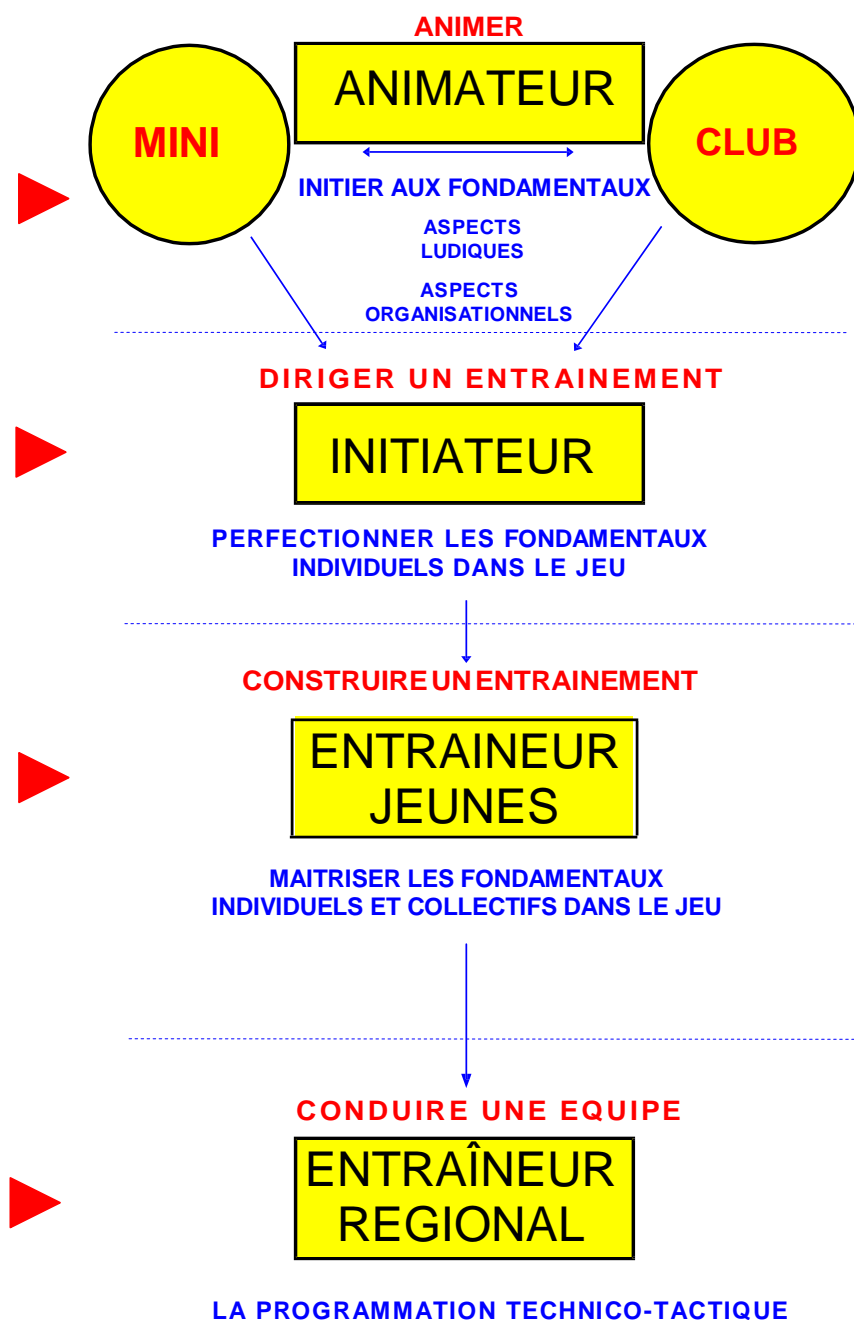 ANIMER
ANIMATEUR
MINI
CLUB
INITIER AUX FONDAMENTAUX
ASPECTS
LUDIQUES
ASPECTS
ORGANISATIONNELS
DIRIGER UN ENTRAINEMENT
INITIATEUR
PERFECTIONNER LES FONDAMENTAUX
INDIVIDUELS DANS LE JEU
CONSTRUIRE UN ENTRAINEMENT
ENTRAINEUR
JEUNES
MAITRISER LES FONDAMENTAUX
INDIVIDUELS ET COLLECTIFS DANS LE JEU
CONDUIRE UNE EQUIPE
ENTRAÎNEUR
REGIONAL
LA PROGRAMMATION TECHNICO-TACTIQUE